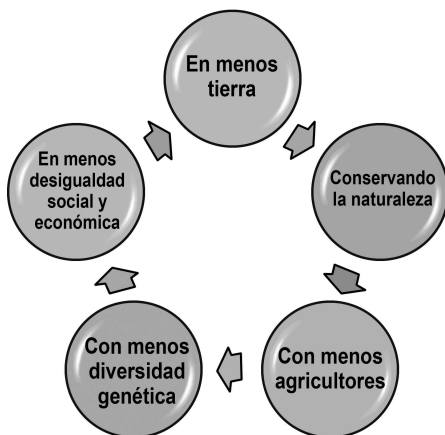 En menos
tierra
Conservando
la naturaleza
Con menos
agricultores
Con menos
diversidad
genética
En menos
desigualdad
social y
económica